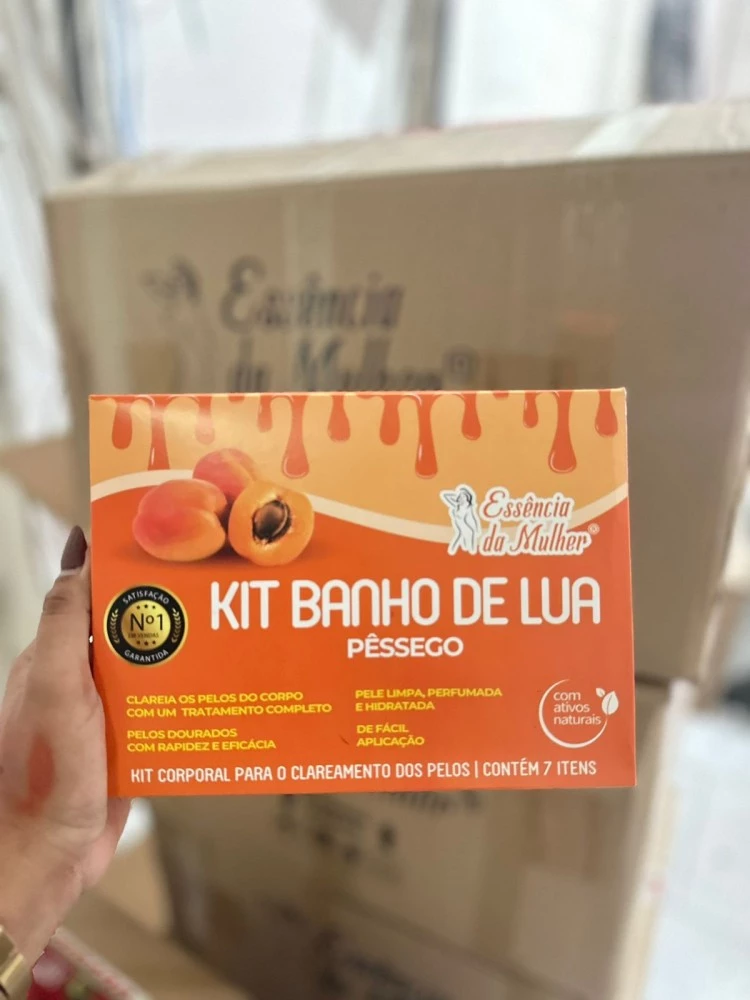 Essência
da Mulher®
Essência
da Mulher®
KIT BANHO DE LUA
PÊSSEGO
SATISFAÇÃO
Nº1
EM VENDAS
GARANTIDA
CLAREIA OS PELOS DO CORPO
COM UM TRATAMENTO COMPLETO
PELOS DOURADOS
COM RAPIDEZ E EFICÁCIA
PELE LIMPA, PERFUMADA
E HIDRATADA
DE FÁCIL
APLICAÇÃO
com
ativos
naturais
KIT CORPORAL PARA O CLAREAMENTO DOS PELOS | CONTÉM 7 ITENS